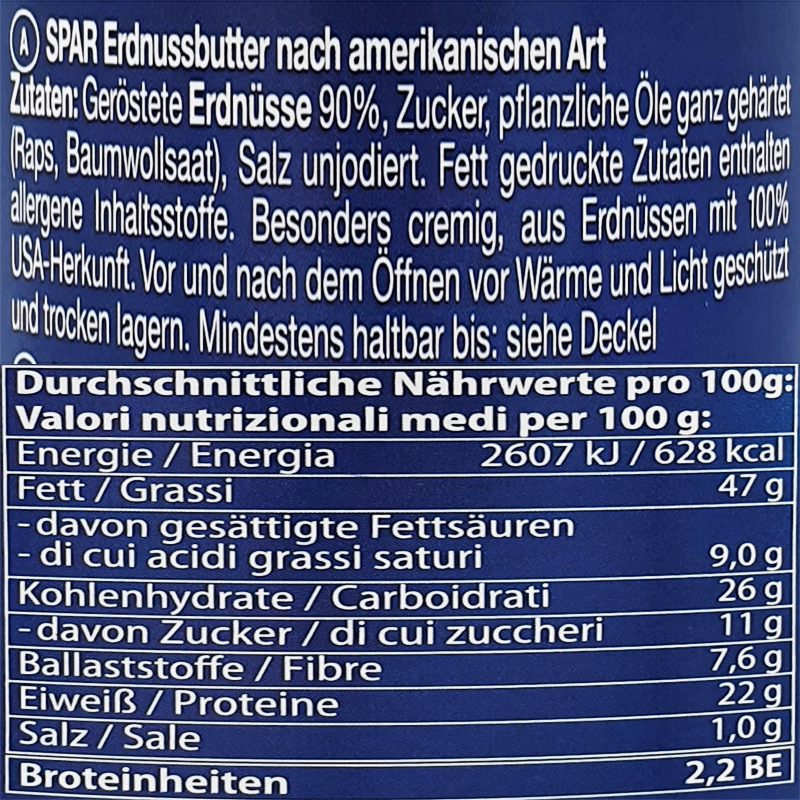 A SPAR Erdnussbutter nach amerikanischen Art
Zutaten: Geröstete Erdnüsse 90%, Zucker, pflanzliche Öle ganz gehärtet
(Raps, Baumwollsaat), Salz unjodiert. Fett gedruckte Zutaten enthalten
allergene Inhaltsstoffe. Besonders cremig, aus Erdnüssen mit 100%
USA-Herkunft. Vor und nach dem Öffnen vor Wärme und Licht geschützt
und trocken lagern. Mindestens haltbar bis: siehe Deckel
Durchschnittliche Nährwerte pro 100g:
Valori nutrizionali medi per 100 g:
Energie / Energia 2607 kJ / 628 kcal
Fett / Grassi 47 g
- davon gesättigte Fettsäuren
- di cui acidi grassi saturi 9,0 g
Kohlenhydrate / Carboidrati 26 g
- davon Zucker / di cui zuccheri 11 g
Ballaststoffe / Fibre 7,6 g
Eiweiß / Proteine 22 g
Salz / Sale 1,0 g
Broteinheiten 2,2 BE